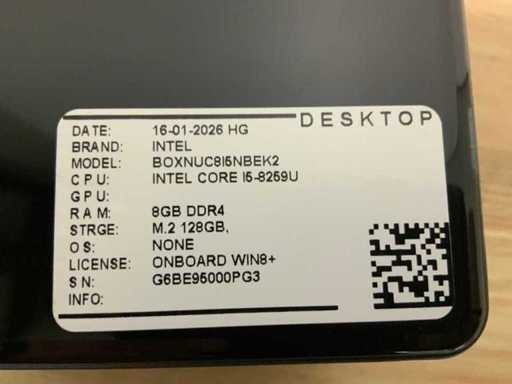 DESKTOP
DATE: 16-01-2026 HG
BRAND: INTEL
MODEL: BOXNUC8I5NBEK2
CPU: INTEL CORE I5-8259U
GPU:
RAM: 8GB DDR4
STRGE: M.2 128GB,
OS: NONE
LICENSE: ONBOARD WIN8+
SN: G6BE95000PG3
INFO: